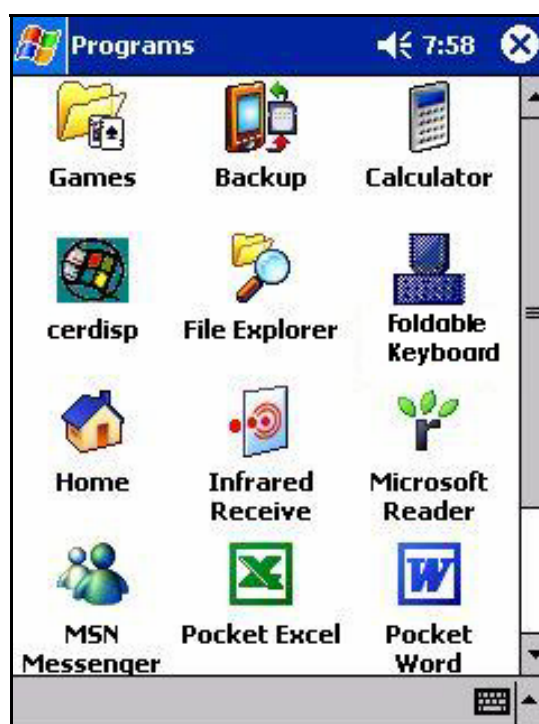 Programs 7:58
Games Backup Calculator
cerdisp File Explorer Foldable
Keyboard
Home Infrared Microsoft
Receive Reader
MSN Pocket Excel Pocket
Messenger Word